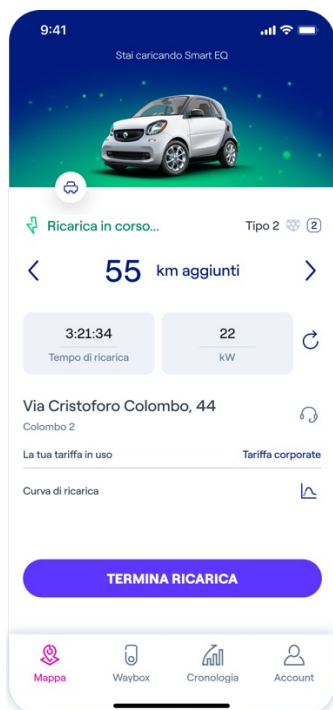 9:41
Stai caricando Smart EQ
Ricarica in corso...
Tipo 2 2
55 km aggiunti
3:21:34
Tempo di ricarica
22
kW
Via Cristoforo Colombo, 44
Colombo 2
La tua tariffa in uso
Tariffa corporate
Curva di ricarica
TERMINA RICARICA
Mappa
Waybox
Cronologia
Account